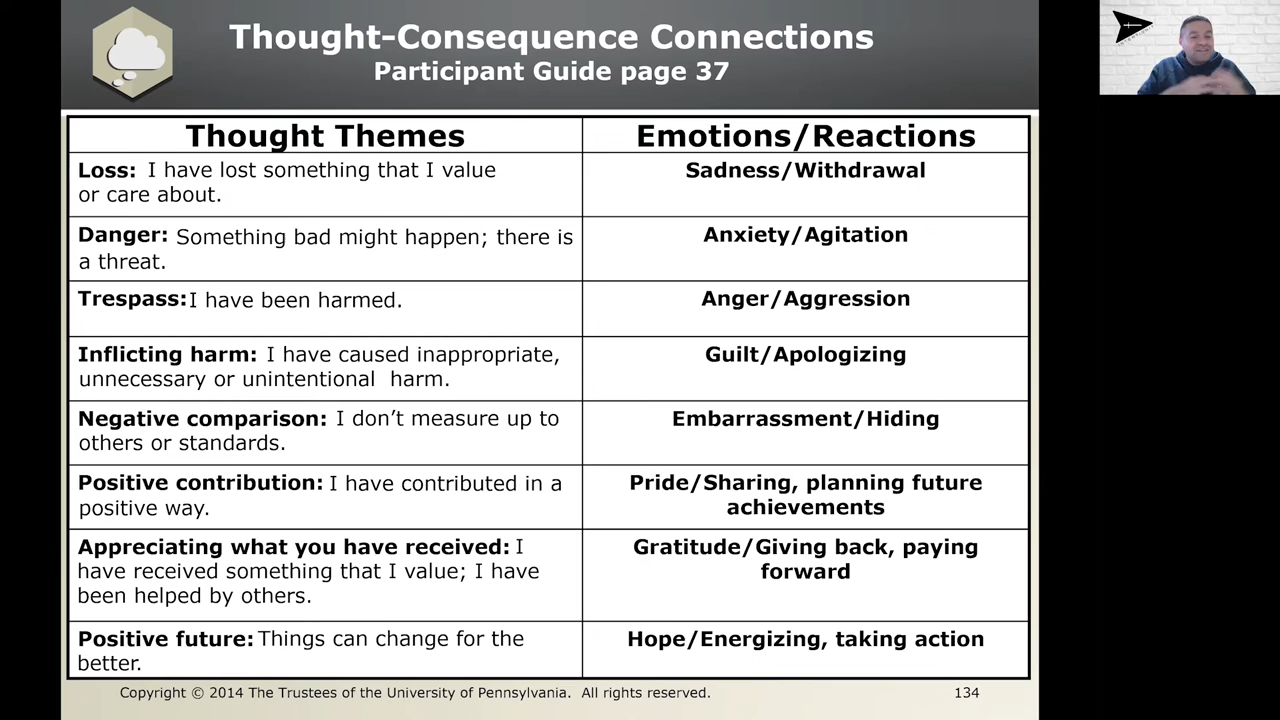 Thought-Consequence Connections
Participant Guide page 37
Thought Themes
Emotions/Reactions
Loss: I have lost something that I value
or care about.
Sadness/Withdrawal
Danger: Something bad might happen; there is
a threat.
Anxiety/Agitation
Trespass: I have been harmed.
Anger/Aggression
Inflicting harm: I have caused inappropriate,
unnecessary or unintentional harm.
Guilt/Apologizing
Negative comparison: I don’t measure up to
others or standards.
Embarrassment/Hiding
Positive contribution: I have contributed in a
positive way.
Pride/Sharing, planning future
achievements
Appreciating what you have received: I
have received something that I value; I have
been helped by others.
Gratitude/Giving back, paying
forward
Positive future: Things can change for the
better.
Hope/Energizing, taking action
Copyright © 2014 The Trustees of the University of Pennsylvania. All rights reserved.
134